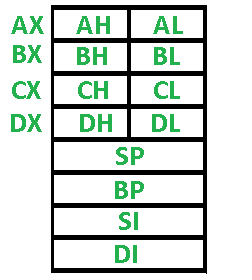 AX AH AL
BX BH BL
CX CH CL
DX DH DL
SP
BP
SI
DI